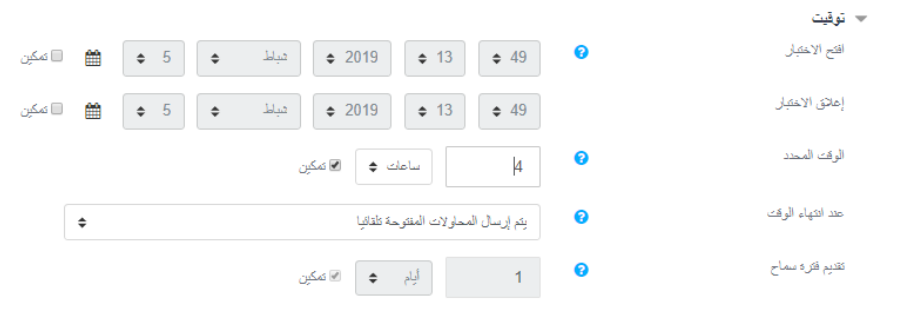 توقيت
افتح الاختبار 49 13 2019 شباط 5 تمكين
إغلاق الاختبار 49 13 2019 شباط 5 تمكين
الوقت المحدد 4 ساعات تمكين
عند انتهاء الوقت يتم إرسال المحاولات المفتوحة تلقائيا
تقديم فترة سماح 1 أيام تمكين